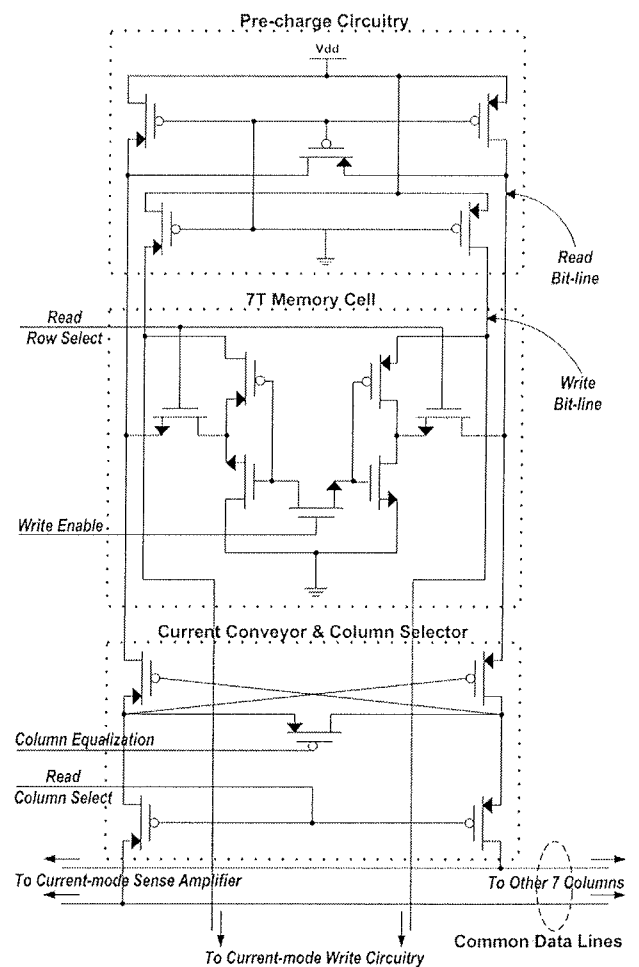 Pre-charge Circuitry
Vdd
Read
Bit-line
7T Memory Cell
Read
Row Select
Write
Bit-line
Write Enable
Current Conveyor & Column Selector
Column Equalization
Read
Column Select
To Current-mode Sense Amplifier
To Other 7 Columns
Common Data Lines
To Current-mode Write Circuitry